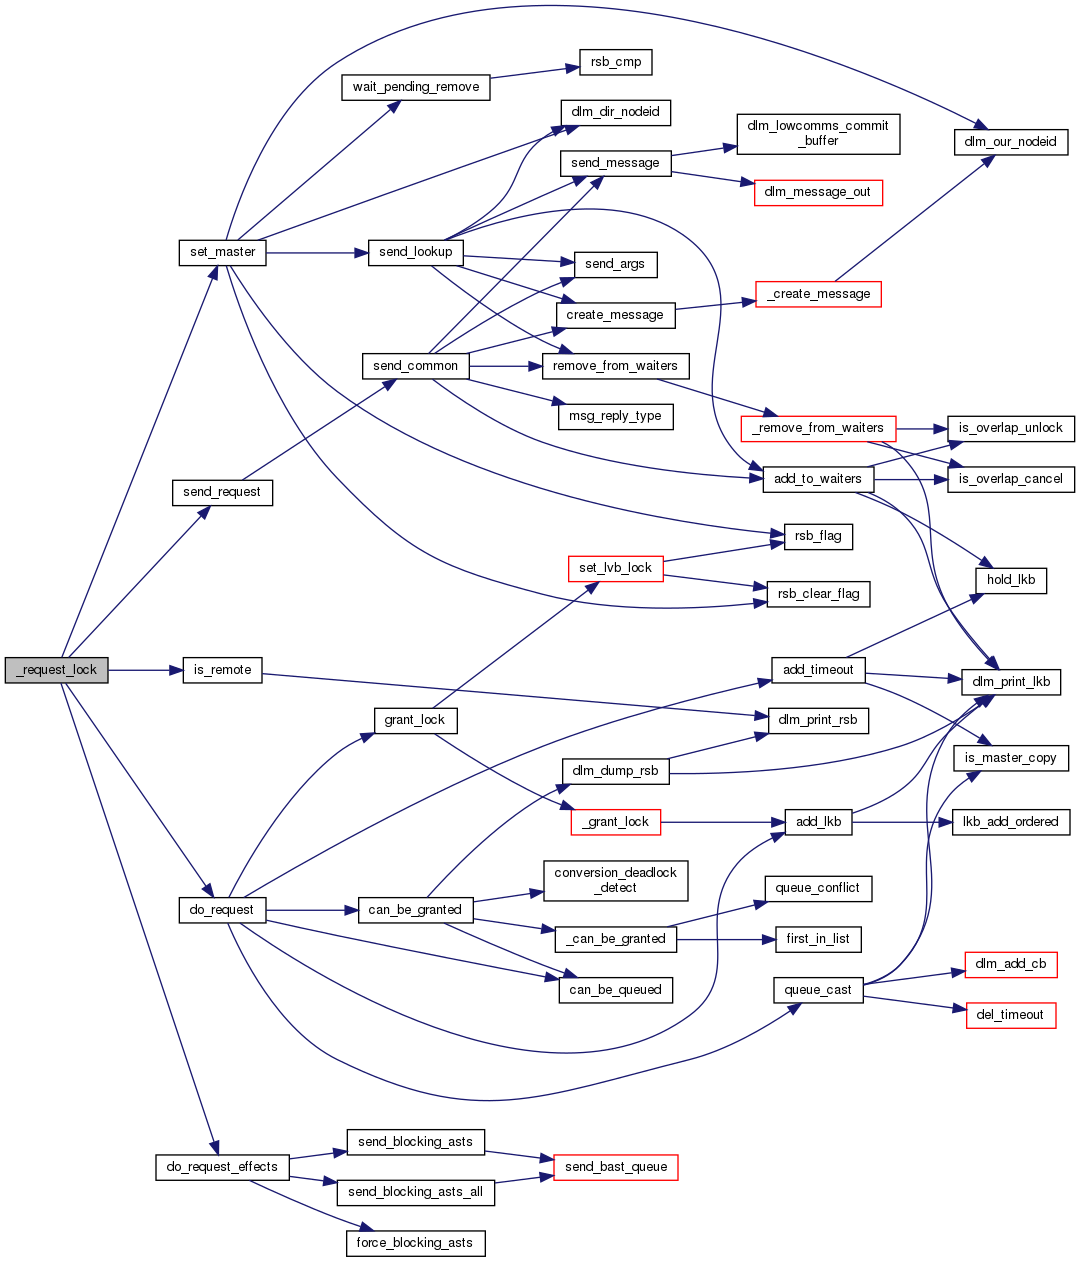 rsb_cmp
wait_pending_remove
dlm_dir_nodeid
dlm_lowcomms_commit
_buffer
dlm_our_nodeid
send_message
dlm_message_out
set_master
send_lookup
send_args
_create_message
create_message
send_common
remove_from_waiters
msg_reply_type
_remove_from_waiters
is_overlap_unlock
add_to_waiters
is_overlap_cancel
send_request
rsb_flag
set_lvb_lock
hold_lkb
rsb_clear_flag
_request_lock
is_remote
add_timeout
dlm_print_lkb
grant_lock
dlm_print_rsb
is_master_copy
dlm_dump_rsb
_grant_lock
add_lkb
lkb_add_ordered
conversion_deadlock
_detect
queue_conflict
do_request
can_be_granted
_can_be_granted
first_in_list
dlm_add_cb
can_be_queued
queue_cast
del_timeout
send_blocking_asts
do_request_effects
send_bast_queue
send_blocking_asts_all
force_blocking_asts